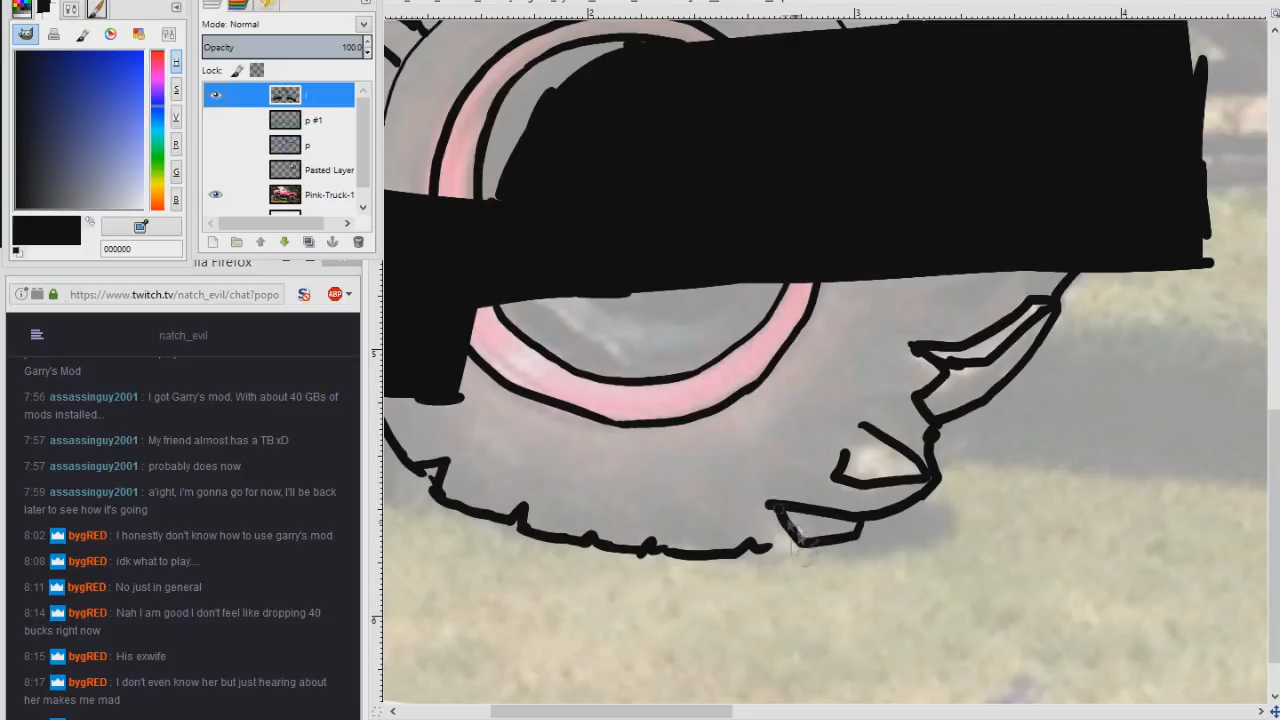 Mode: Normal
Opacity 100.0
Lock:
H
S
V
R
G
B
p #1
p
Pasted Layer
Pink-Truck-1
000000
2 3 4
5
6
lla Firefox
https://www.twitch.tv/natch_evil/chat?popo
ABP
natch_evil
Garry's Mod
7:56 assassinguy2001 : I got Garry's mod. With about 40 GBs of
mods installed...
7:57 assassinguy2001 : My friend almost has a TB xD
7:57 assassinguy2001 : probably does now
7:59 assassinguy2001 : a'ight, i'm gonna go for now, I'll be back
later to see how it's going
8:02 bygRED : I honestly don't know how to use garry's mod
8:08 bygRED : idk what to play....
8:11 bygRED : No just in general
8:14 bygRED : Nah I am good I don't feel like dropping 40
bucks right now
8:15 bygRED : His exwife
8:17 bygRED : I don't even know her but just hearing about
her makes me mad